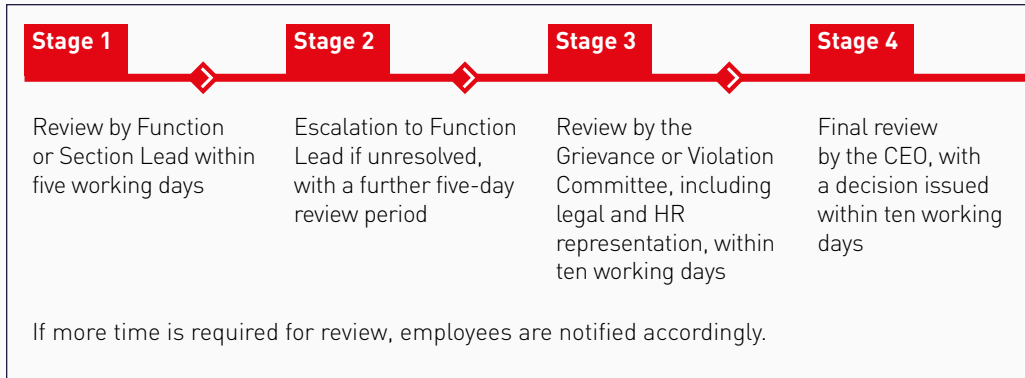 Stage 1
Review by Function
or Section Lead within
five working days
Stage 2
Escalation to Function
Lead if unresolved,
with a further five-day
review period
Stage 3
Review by the
Grievance or Violation
Committee, including
legal and HR
representation, within
ten working days
Stage 4
Final review
by the CEO, with
a decision issued
within ten working
days
If more time is required for review, employees are notified accordingly.